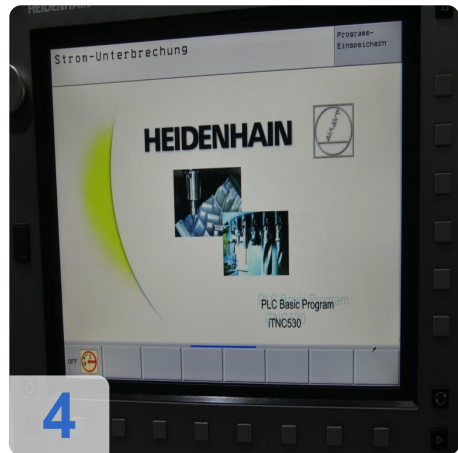 HEIDENHAIN
Strom-Unterbrechung
Programm-
Einspeichern
HEIDENHAIN
PLC Basic Program
iTNC530
OFF
4